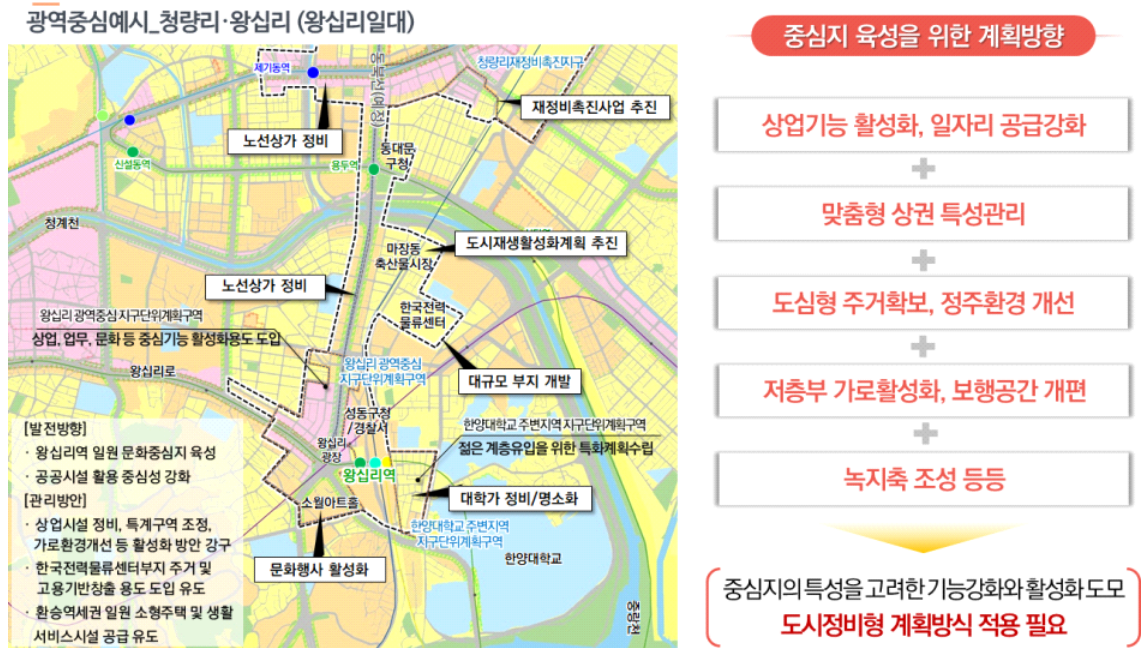 광역중심예시_청량리·왕십리 (왕십리일대)
제기동역
동북선(예정)
청량리재정비촉진지구
재정비촉진사업 추진
노선상가 정비
신설동역
용두역
동대문
구청
청계천
마장동
축산물시장
도시재생활성화계획 추진
노선상가 정비
한국전력
물류센터
왕십리 광역중심 지구단위계획구역
상업, 업무, 문화 등 중심기능 활성화용도 도입
왕십리로
왕십리 광역중심
지구단위계획구역
대규모 부지 개발
성동구청
/경찰서
한양대학교 주변지역 지구단위계획구역
젊은 계층유입을 위한 특화계획수립
왕십리
광장
왕십리역
대학가 정비/명소화
소월아트홀
한양대학교 주변지역
지구단위계획구역
문화행사 활성화
한양대학교
중랑천
[발전방향]
· 왕십리역 일원 문화중심지 육성
· 공공시설 활용 중심성 강화
[관리방안]
· 상업시설 정비, 특계구역 조정,
가로환경개선 등 활성화 방안 강구
· 한국전력물류센터부지 주거 및
고용기반창출 용도 도입 유도
· 환승역세권 일원 소형주택 및 생활
서비스시설 공급 유도
중심지 육성을 위한 계획방향
상업기능 활성화, 일자리 공급강화
+
맞춤형 상권 특성관리
+
도심형 주거확보, 정주환경 개선
+
저층부 가로활성화, 보행공간 개편
+
녹지축 조성 등등
중심지의 특성을 고려한 기능강화와 활성화 도모
도시정비형 계획방식 적용 필요